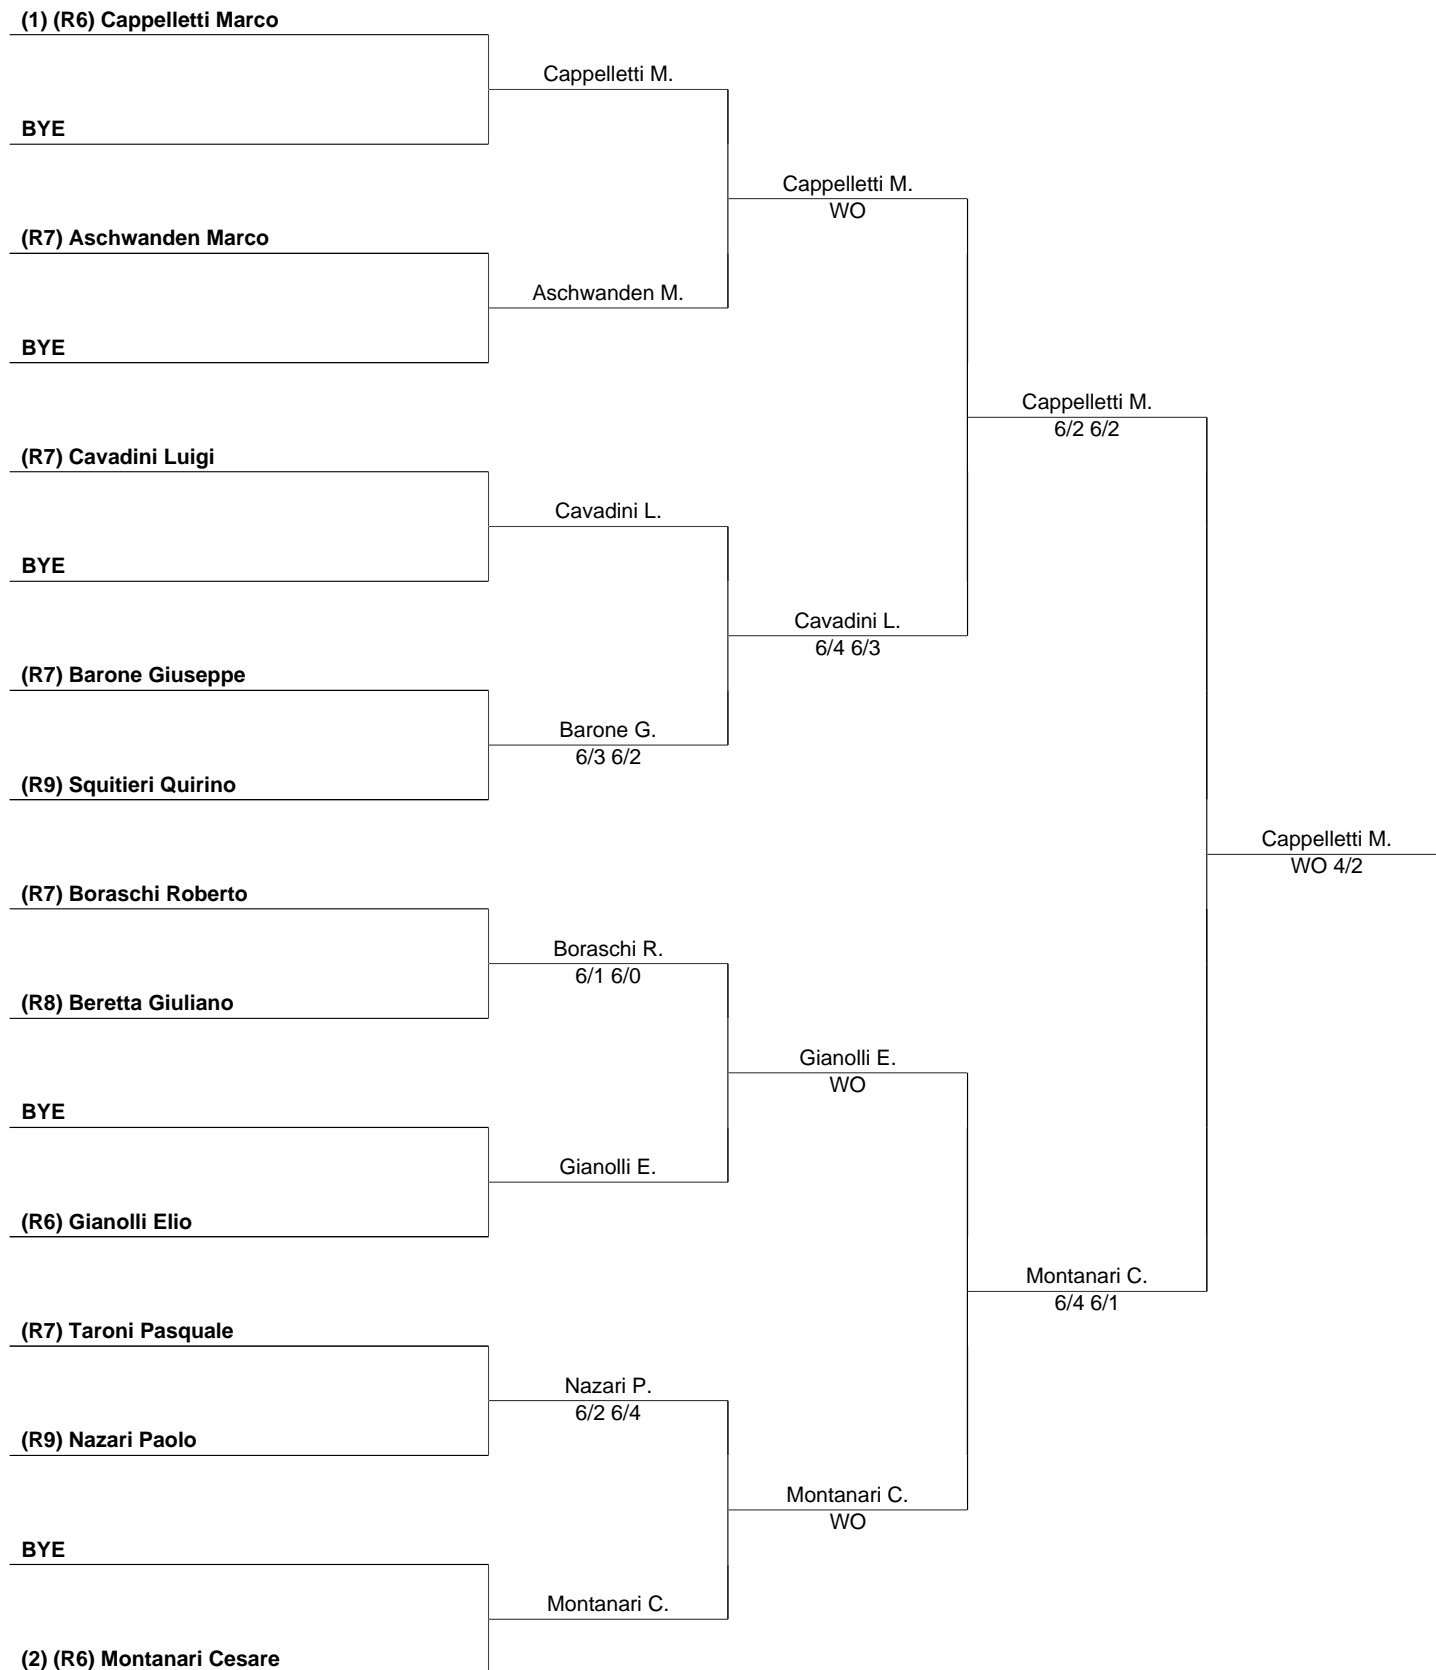 (1) (R6) Cappelletti Marco
Cappelletti M.
BYE
Cappelletti M.
WO
(R7) Aschwanden Marco
Aschwanden M.
BYE
Cappelletti M.
6/2 6/2
(R7) Cavadini Luigi
Cavadini L.
BYE
Cavadini L.
6/4 6/3
(R7) Barone Giuseppe
Barone G.
6/3 6/2
(R9) Squitieri Quirino
Cappelletti M.
WO 4/2
(R7) Boraschi Roberto
Boraschi R.
6/1 6/0
(R8) Beretta Giuliano
Gianolli E.
WO
BYE
Gianolli E.
(R6) Gianolli Elio
Montanari C.
6/4 6/1
(R7) Taroni Pasquale
Nazari P.
6/2 6/4
(R9) Nazari Paolo
Montanari C.
WO
BYE
Montanari C.
(2) (R6) Montanari Cesare